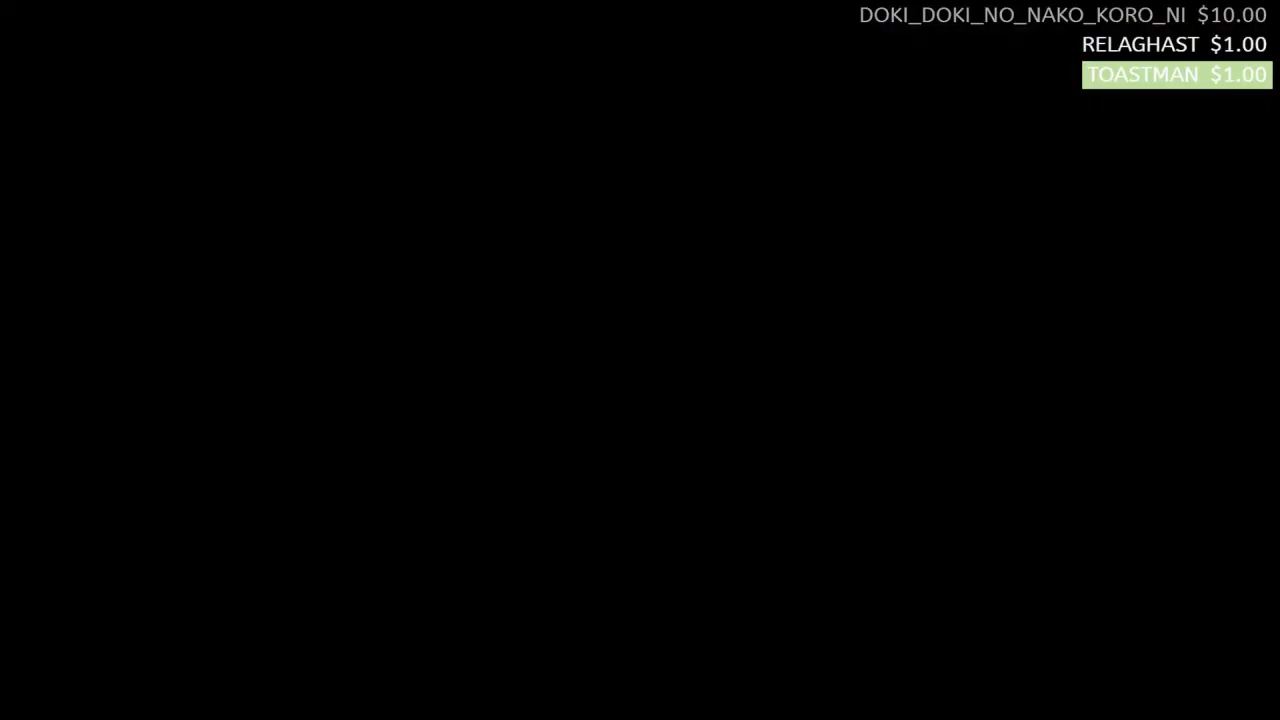 DOKI_DOKI_NO_NAKO_KORO_NI $10.00
RELAGHAST $1.00
TOASTMAN $1.00